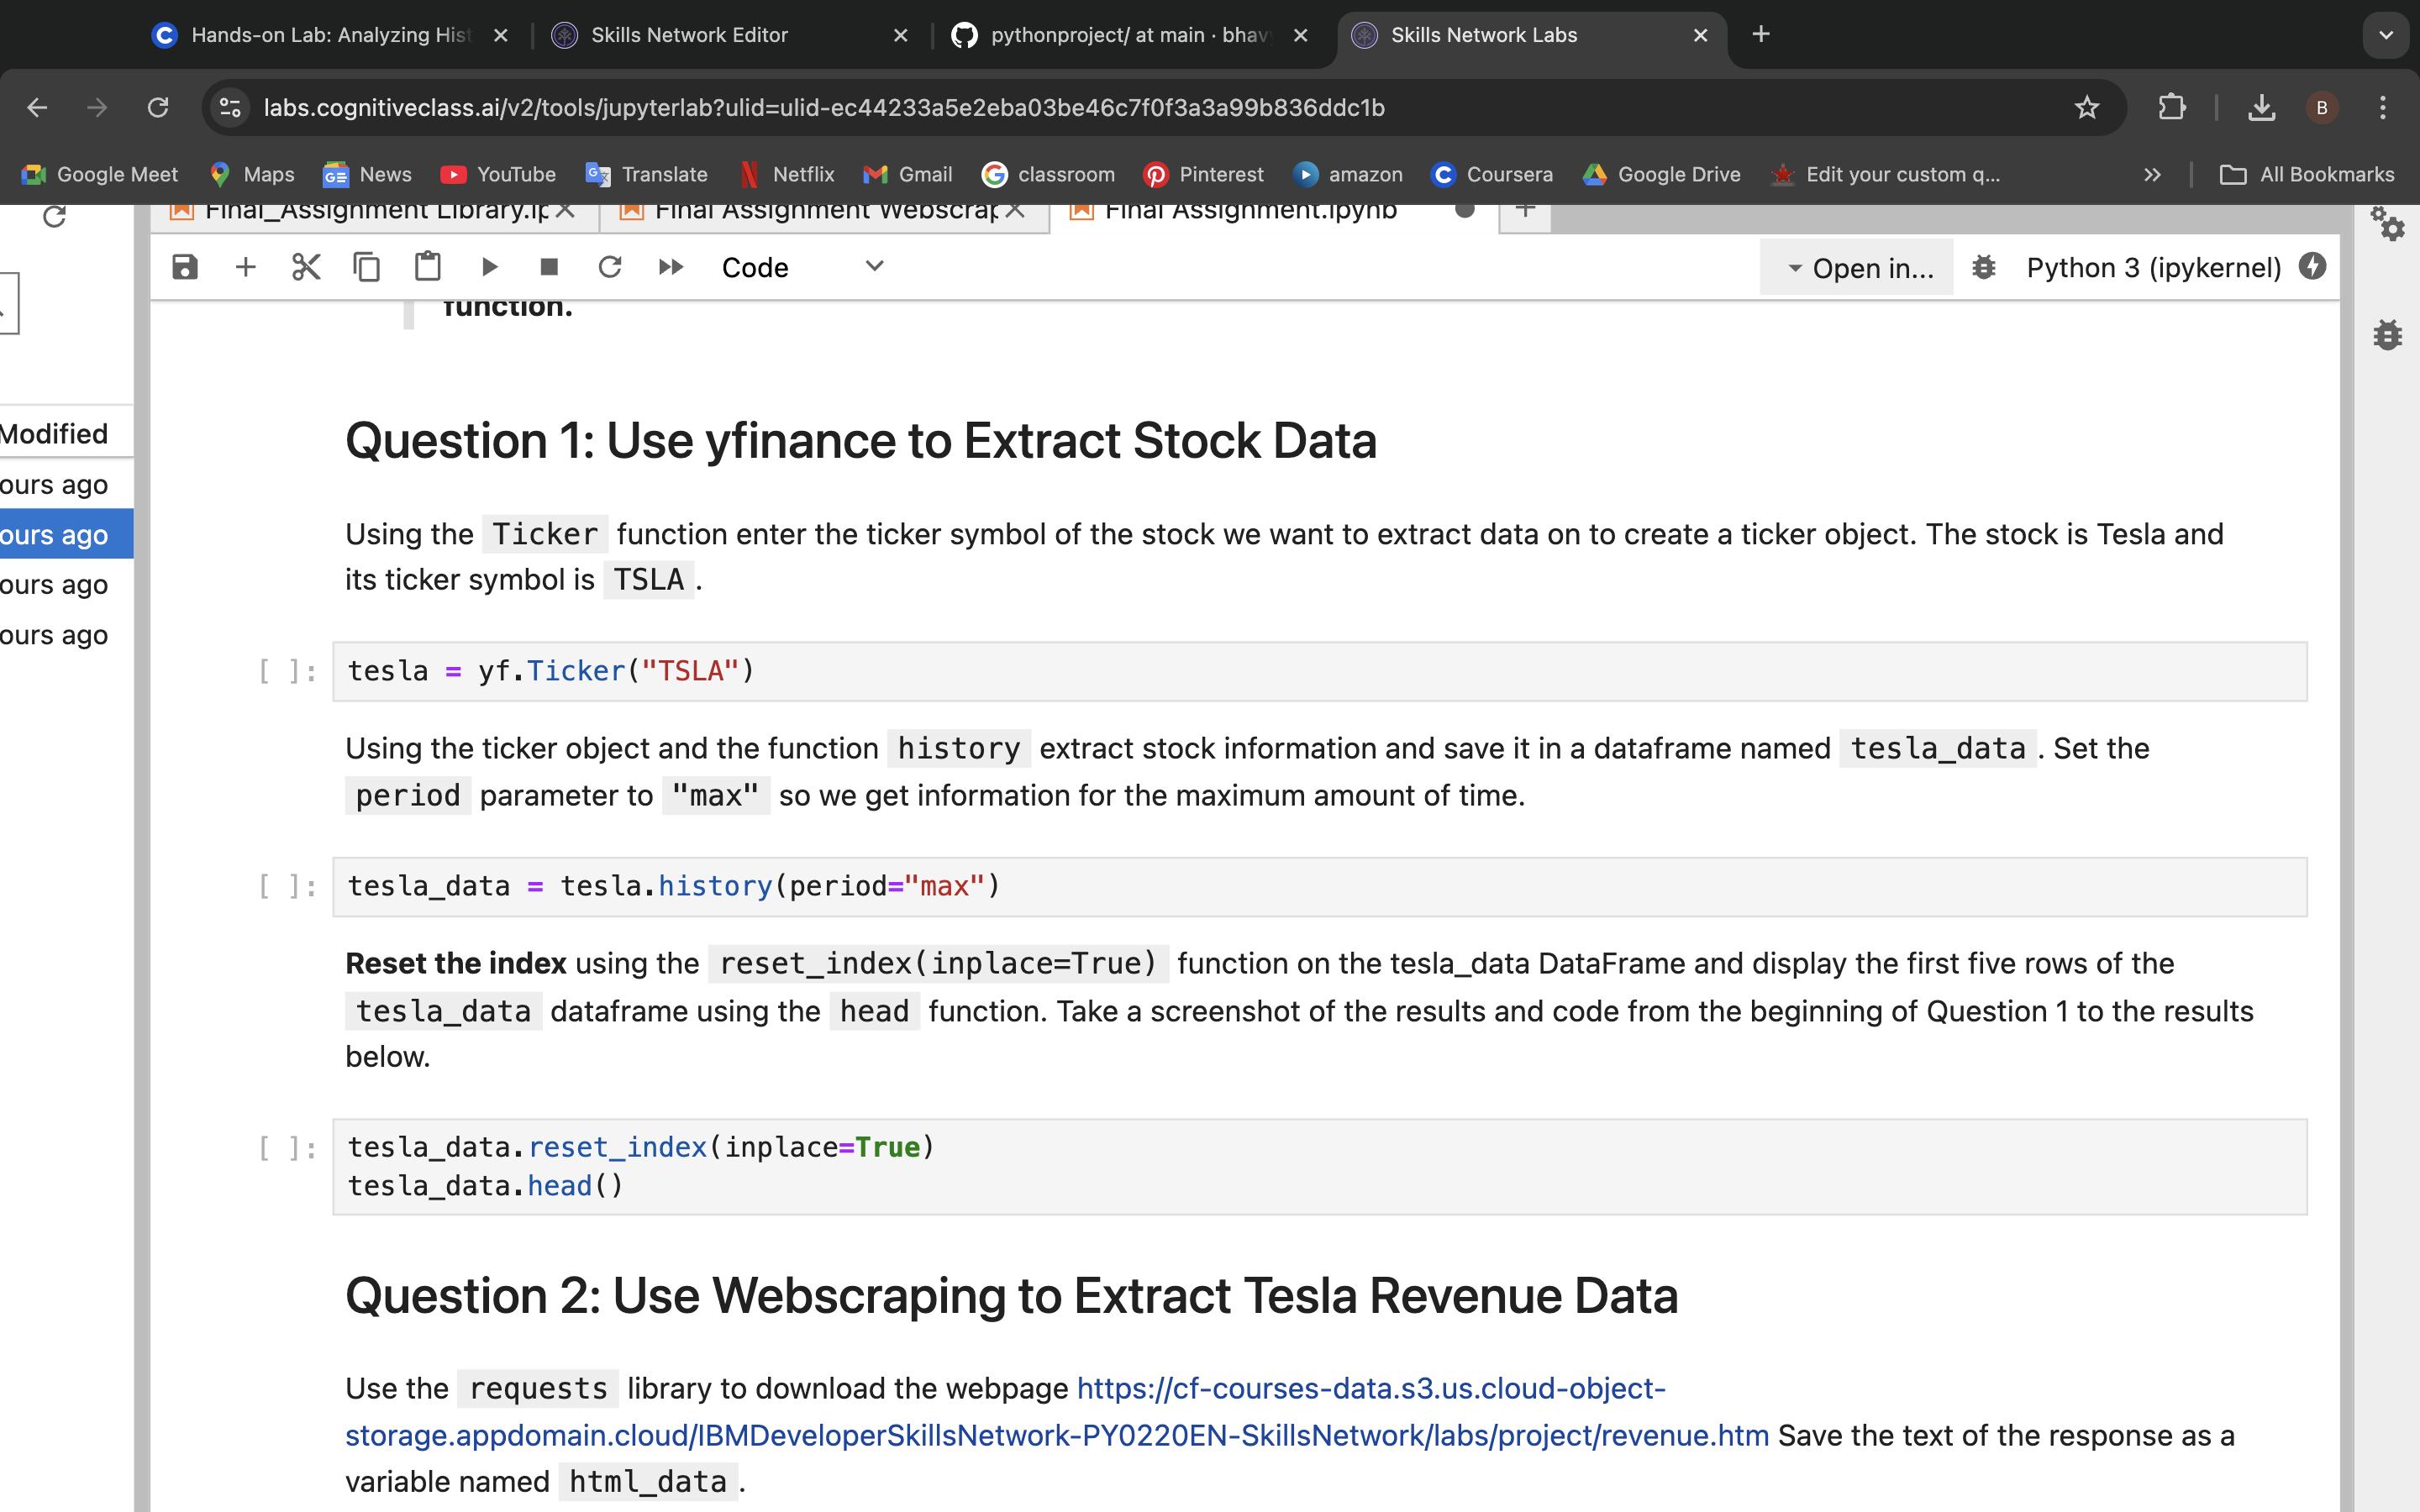 Hands-on Lab: Analyzing Hist
Skills Network Editor
pythonproject/ at main · bhav
Skills Network Labs
labs.cognitiveclass.ai/v2/tools/jupyterlab?ulid=ulid-ec44233a5e2eba03be46c7f0f3a3a99b836ddc1b
B
Google Meet
Maps
News
YouTube
Translate
Netflix
Gmail
classroom
Pinterest
amazon
Coursera
Google Drive
Edit your custom q...
All Bookmarks
Final_Assignment Library.ip
Final Assignment Webscrap
Final Assignment.ipynb
Code
Open in...
Python 3 (ipykernel)
function.
Modified
ours ago
ours ago
ours ago
ours ago
Question 1: Use yfinance to Extract Stock Data
Using the Ticker function enter the ticker symbol of the stock we want to extract data on to create a ticker object. The stock is Tesla and
its ticker symbol is TSLA .
[ ]: tesla = yf.Ticker("TSLA")
Using the ticker object and the function history extract stock information and save it in a dataframe named tesla_data . Set the
period parameter to "max" so we get information for the maximum amount of time.
[ ]: tesla_data = tesla.history(period="max")
Reset the index using the reset_index(inplace=True) function on the tesla_data DataFrame and display the first five rows of the
tesla_data dataframe using the head function. Take a screenshot of the results and code from the beginning of Question 1 to the results
below.
[ ]: tesla_data.reset_index(inplace=True)
tesla_data.head()
Question 2: Use Webscraping to Extract Tesla Revenue Data
Use the requests library to download the webpage https://cf-courses-data.s3.us.cloud-object-
storage.appdomain.cloud/IBMDeveloperSkillsNetwork-PY0220EN-SkillsNetwork/labs/project/revenue.htm Save the text of the response as a
variable named html_data .